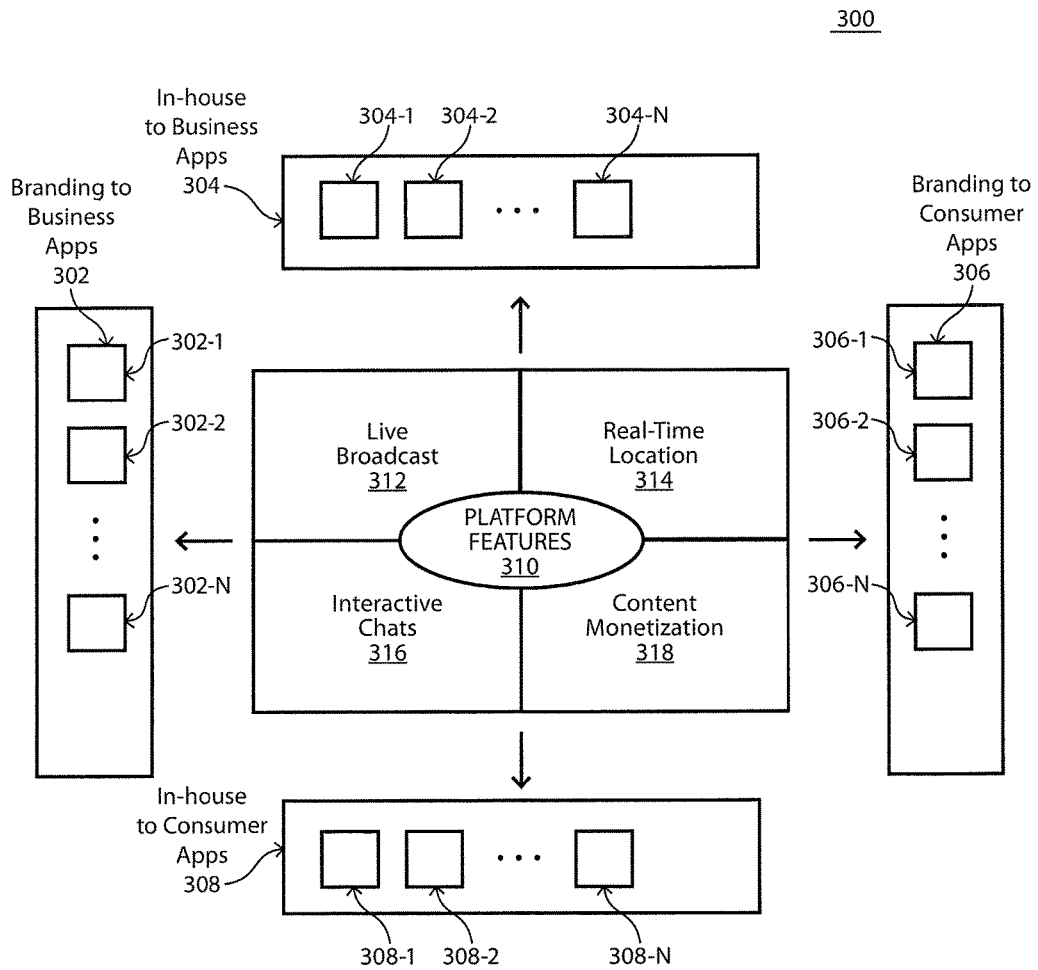 300
In-house
to Business
Apps
304
304-1
304-2
304-N
Branding to
Business
Apps
302
302-1
302-2
302-N
Branding to
Consumer
Apps
306
306-1
306-2
306-N
Live
Broadcast
312
Real-Time
Location
314
PLATFORM
FEATURES
310
Interactive
Chats
316
Content
Monetization
318
In-house
to Consumer
Apps
308
308-1
308-2
308-N